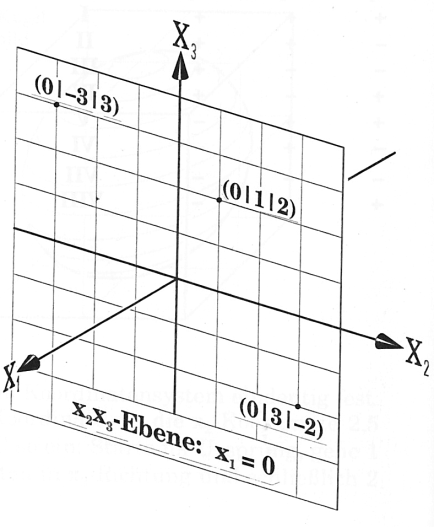 X₃
(0|-3|3)
(0|1|2)
X₂
X₁
(0|3|-2)
x₂x₃-Ebene: x₁ = 0